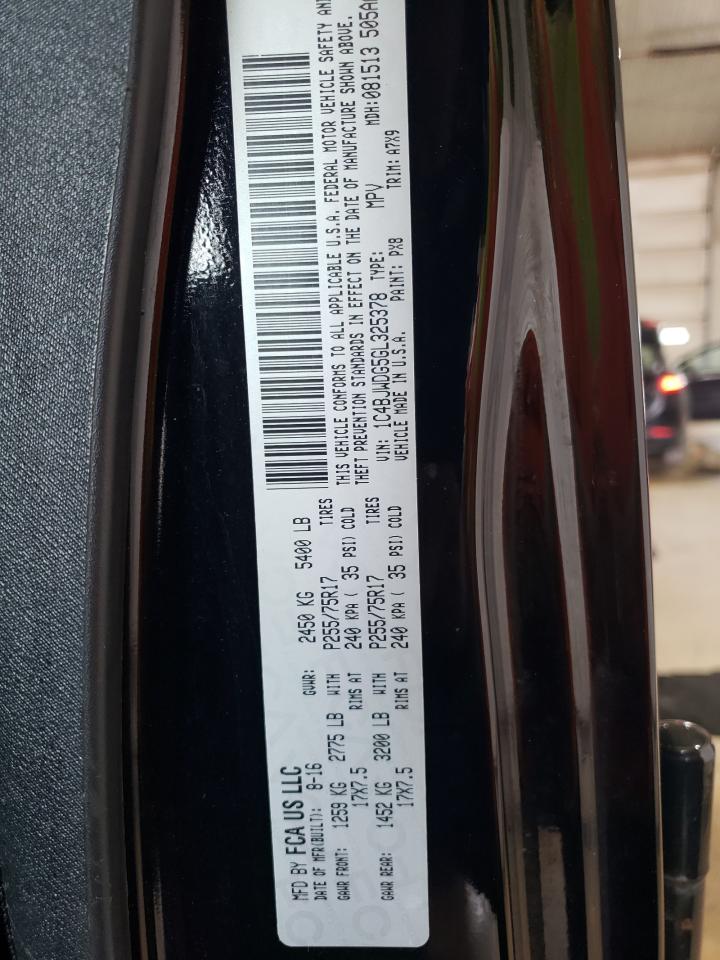 MFD BY FCA US LLC
DATE OF MFR(BUILT): 8-16 GVWR: 2450 KG 5400 LB
GAWR FRONT: 1259 KG 2775 LB WITH P255/75R17 TIRES
17X7.5 RIMS AT 240 KPA ( 35 PSI) COLD
GAWR REAR: 1452 KG 3200 LB WITH P255/75R17 TIRES
17X7.5 RIMS AT 240 KPA ( 35 PSI) COLD
THIS VEHICLE CONFORMS TO ALL APPLICABLE U.S.A. FEDERAL MOTOR VEHICLE SAFETY AND
THEFT PREVENTION STANDARDS IN EFFECT ON THE DATE OF MANUFACTURE SHOWN ABOVE.
VIN: 1C4BJWDG5GL325378 TYPE: MPV MDH:081513 505
VEHICLE MADE IN U.S.A. PAINT: PX8 TRIM: A7X9